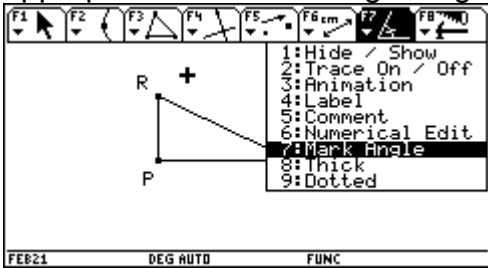 F1 F2 F3 F4 F5 F6 cm F7 F8
1:Hide / Show
2:Trace On / Off
3:Animation
4:Label
5:Comment
6:Numerical Edit
7:Mark Angle
8:Thick
9:Dotted
R
P
FEB21 DEG AUTO FUNC